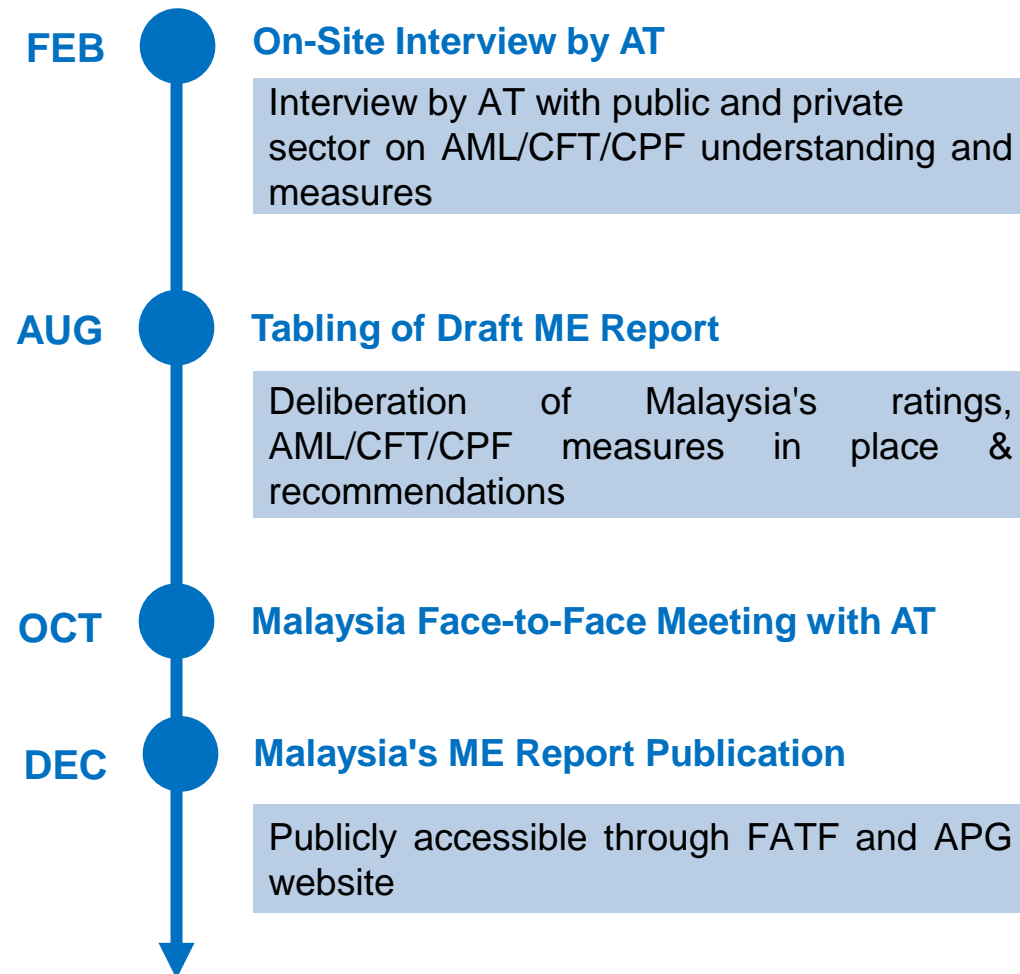 FEB
On-Site Interview by AT
Interview by AT with public and private
sector on AML/CFT/CPF understanding and
measures
AUG
Tabling of Draft ME Report
Deliberation of Malaysia's ratings,
AML/CFT/CPF measures in place &
recommendations
OCT
Malaysia Face-to-Face Meeting with AT
DEC
Malaysia's ME Report Publication
Publicly accessible through FATF and APG
website